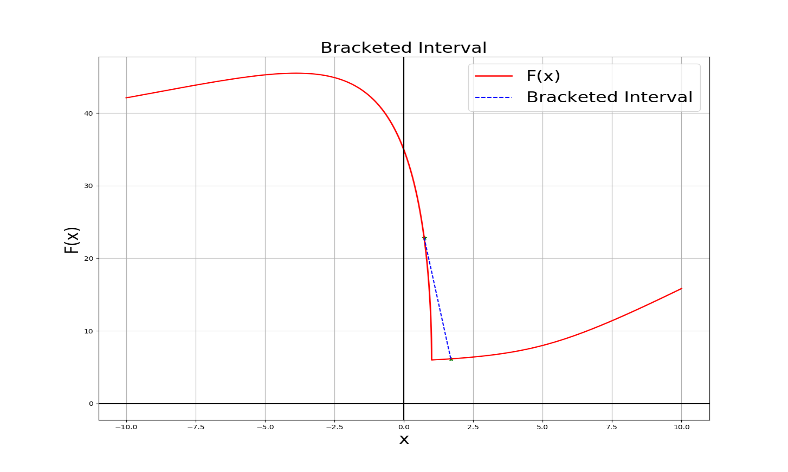 Bracketed Interval
F(x)
Bracketed Interval
F(x)
40
30
20
10
0
−10.0 −7.5 −5.0 −2.5 0.0 2.5 5.0 7.5 10.0
x